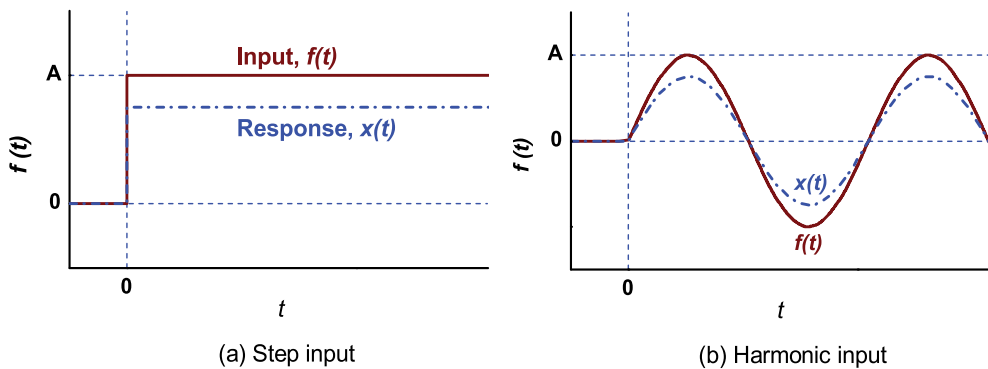 Input, f(t)
A
Response, x(t)
f (t)
0
0
t
(a) Step input
A
f (t)
0
x(t)
f(t)
0
t
(b) Harmonic input